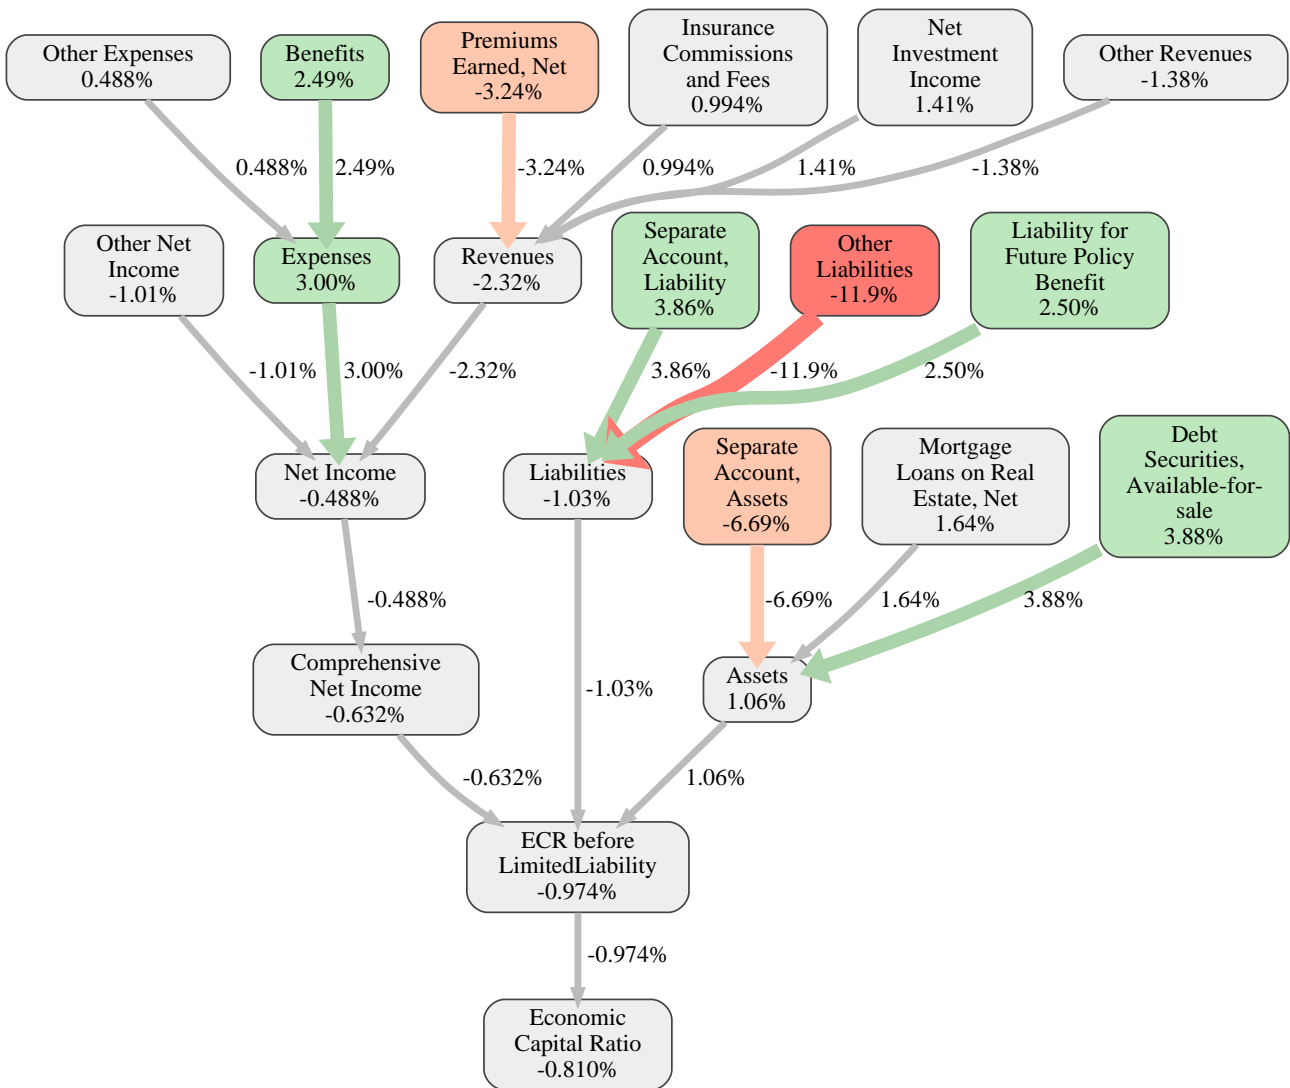 Other Expenses
0.488%
Benefits
2.49%
Premiums
Earned, Net
-3.24%
Insurance
Commissions
and Fees
0.994%
Net
Investment
Income
1.41%
Other Revenues
-1.38%
0.488%
2.49%
-3.24%
0.994%
1.41%
-1.38%
Other Net
Income
-1.01%
Expenses
3.00%
Revenues
-2.32%
Separate
Account,
Liability
3.86%
Other
Liabilities
-11.9%
Liability for
Future Policy
Benefit
2.50%
-1.01%
3.00%
-2.32%
3.86%
-11.9%
2.50%
Net Income
-0.488%
Liabilities
-1.03%
Separate
Account,
Assets
-6.69%
Mortgage
Loans on Real
Estate, Net
1.64%
Debt
Securities,
Available-for-
sale
3.88%
-0.488%
-6.69%
1.64%
3.88%
Comprehensive
Net Income
-0.632%
-1.03%
Assets
1.06%
-0.632%
1.06%
ECR before
LimitedLiability
-0.974%
-0.974%
Economic
Capital Ratio
-0.810%